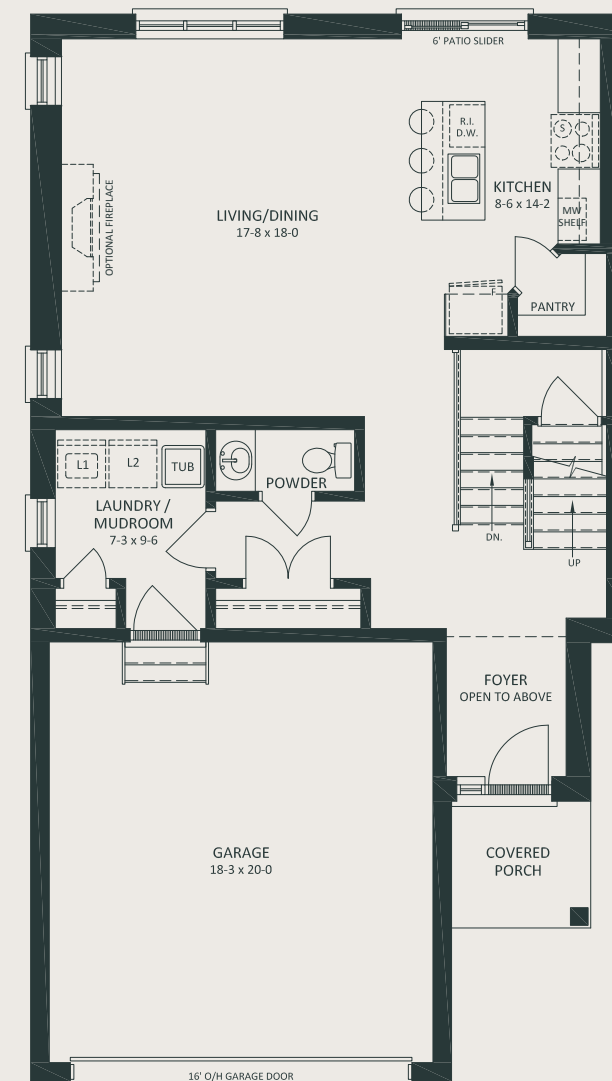 6' PATIO SLIDER
R.I.
D.W.
S
KITCHEN
8-6 x 14-2
MW
SHELF
OPTIONAL FIREPLACE
LIVING/DINING
17-8 x 18-0
F
PANTRY
L1
L2
TUB
POWDER
LAUNDRY /
MUDROOM
7-3 x 9-6
DN.
UP
FOYER
OPEN TO ABOVE
GARAGE
18-3 x 20-0
COVERED
PORCH
16' O/H GARAGE DOOR